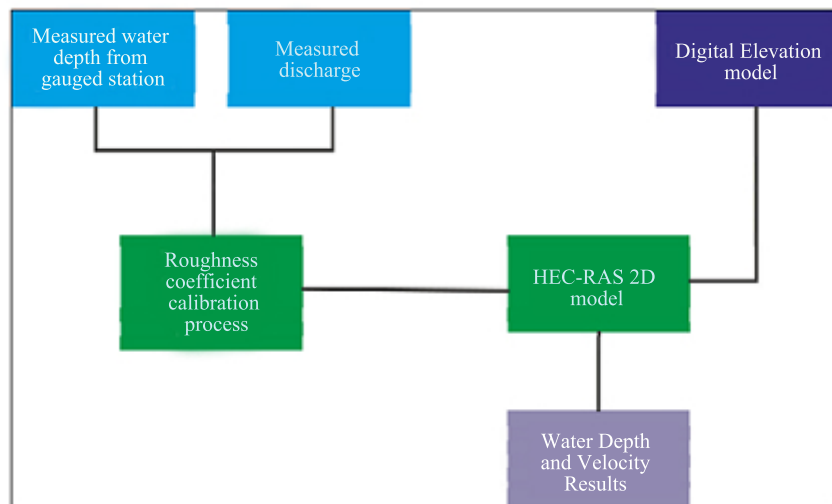 Measured water
depth from
gauged station
Measured
discharge
Digital Elevation
model
Roughness
coefficient
calibration
process
HEC-RAS 2D
model
Water Depth
and Velocity
Results